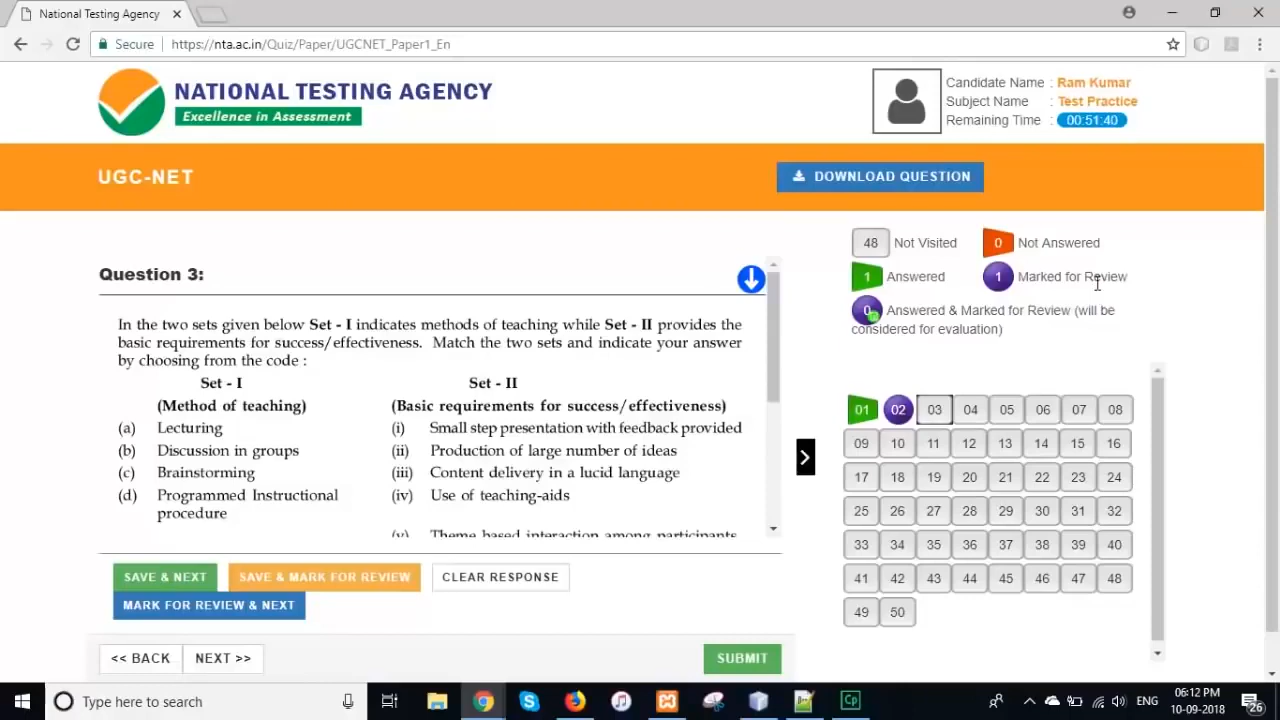 National Testing Agency
Secure
https://nta.ac.in/Quiz/Paper/UGCNET_Paper1_En
NATIONAL TESTING AGENCY
Excellence in Assessment
Candidate Name : Ram Kumar
Subject Name : Test Practice
Remaining Time : 00:51:40
UGC-NET
DOWNLOAD QUESTION
48 Not Visited 0 Not Answered
1 Answered 1 Marked for Review
0 Answered & Marked for Review (will be
considered for evaluation)
Question 3:
In the two sets given below Set - I indicates methods of teaching while Set - II provides the
basic requirements for success/effectiveness. Match the two sets and indicate your answer
by choosing from the code :
Set - I Set - II
(Method of teaching) (Basic requirements for success/effectiveness)
(a) Lecturing (i) Small step presentation with feedback provided
(b) Discussion in groups (ii) Production of large number of ideas
(c) Brainstorming (iii) Content delivery in a lucid language
(d) Programmed Instructional (iv) Use of teaching-aids
procedure
(v) Theme based interaction among participants
01 02 03 04 05 06 07 08
09 10 11 12 13 14 15 16
17 18 19 20 21 22 23 24
25 26 27 28 29 30 31 32
33 34 35 36 37 38 39 40
41 42 43 44 45 46 47 48
49 50
SAVE & NEXT SAVE & MARK FOR REVIEW CLEAR RESPONSE
MARK FOR REVIEW & NEXT
<< BACK NEXT >> SUBMIT
Type here to search
ENG
06:12 PM
10-09-2018
26